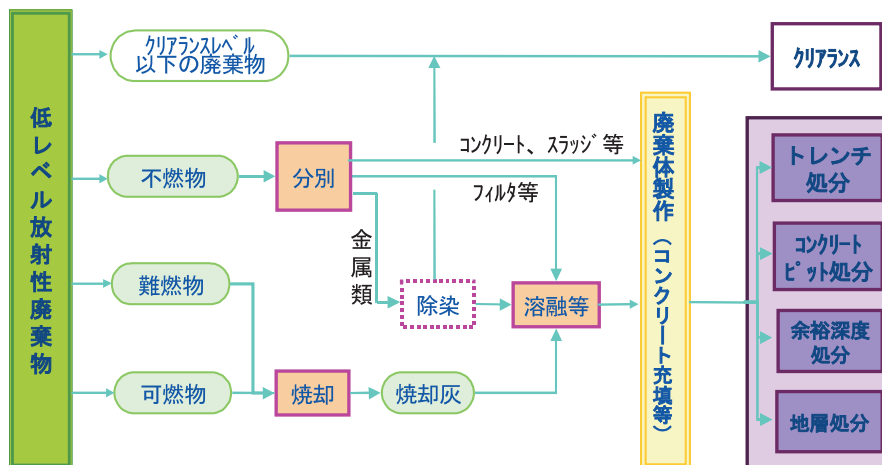 低レベル放射性廃棄物
クリアランスレベル
以下の廃棄物
クリアランス
不燃物
分別
コンクリート、スラッジ等
フィルタ等
金属類
難燃物
除染
溶融等
可燃物
焼却
焼却灰
廃棄体製作（コンクリート充填等）
トレンチ
処分
コンクリート
ピット処分
余裕深度
処分
地層処分